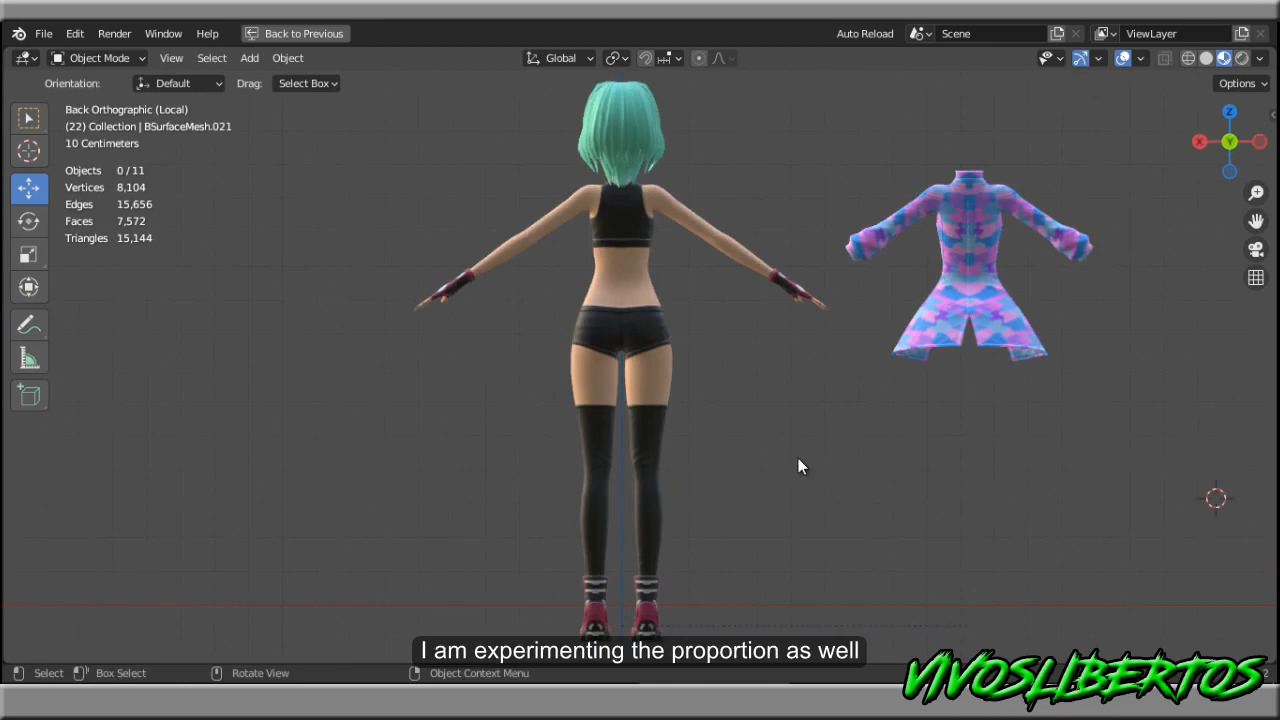 File Edit Render Window Help Back to Previous Auto Reload Scene ViewLayer
Object Mode View Select Add Object Global
Orientation: Default Drag: Select Box Options
Back Orthographic (Local)
(22) Collection | BSurfaceMesh.021
10 Centimeters
Objects 0 / 11
Vertices 8,104
Edges 15,656
Faces 7,572
Triangles 15,144
Z
X Y
I am experimenting the proportion as well
Select Box Select Rotate View Object Context Menu
VIVOSLIBERTOS